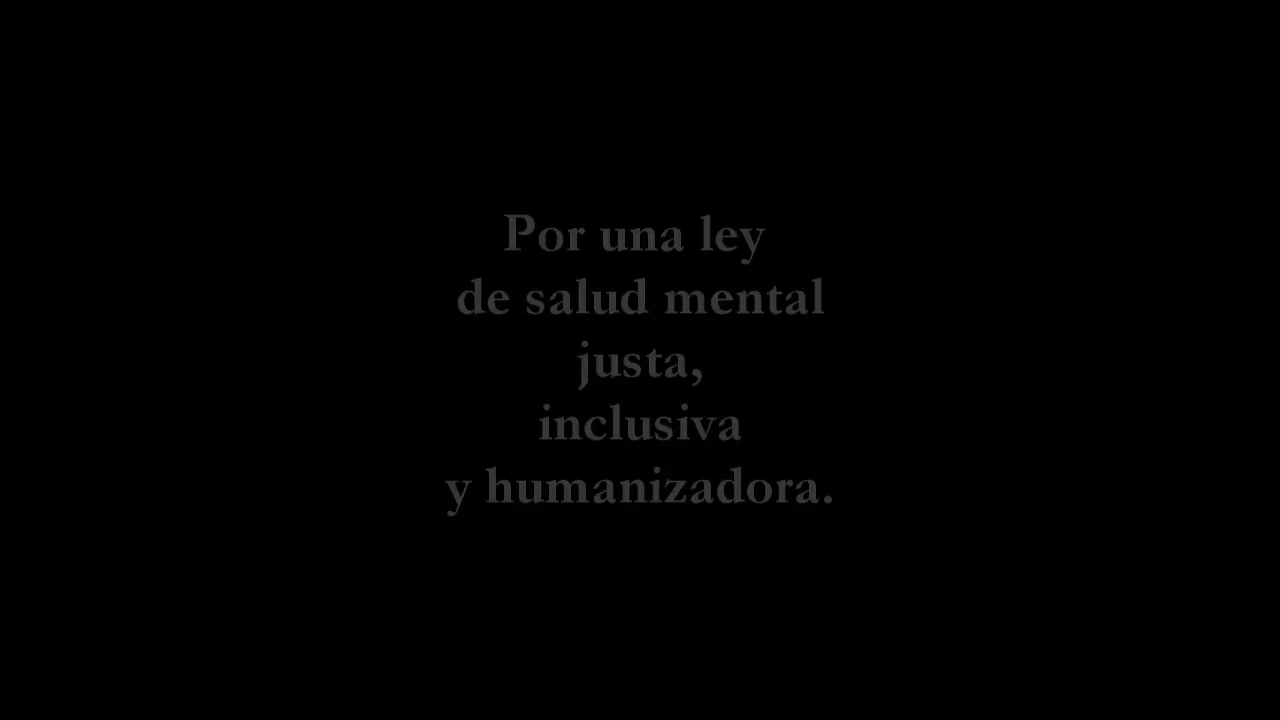 Por una ley
de salud mental
justa,
inclusiva
y humanizadora.